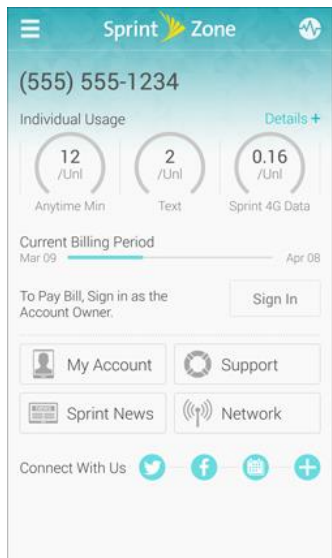 Sprint Zone
(555) 555-1234
Individual Usage Details +
12 2 0.16
/Unl /Unl /Unl
Anytime Min Text Sprint 4G Data
Current Billing Period
Mar 09 Apr 08
To Pay Bill, Sign in as the
Account Owner.
Sign In
My Account Support
Sprint News Network
Connect With Us